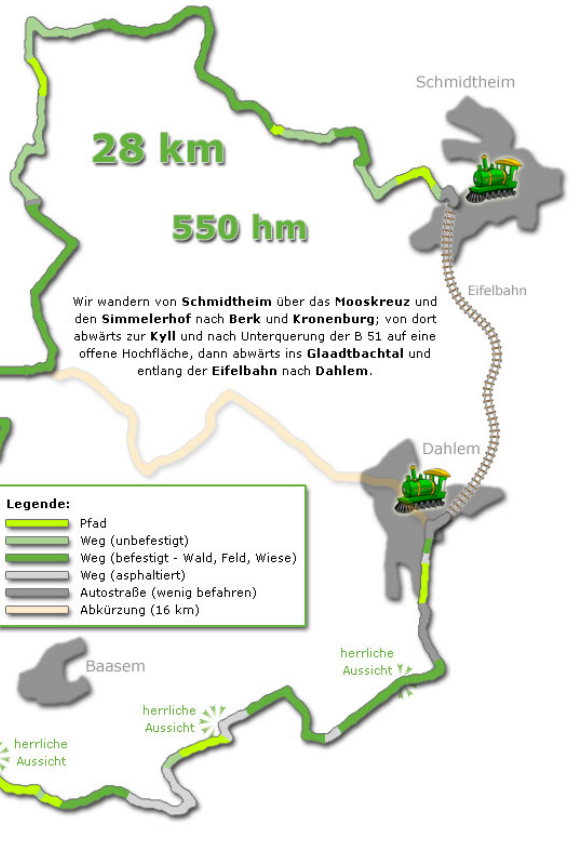 Schmidtheim
28 km
550 hm
Eifelbahn
Wir wandern von Schmidtheim über das Mooskreuz und
den Simmelerhof nach Berk und Kronenburg; von dort
abwärts zur Kyll und nach Unterquerung der B 51 auf eine
offene Hochfläche, dann abwärts ins Glaadtbachtal und
entlang der Eifelbahn nach Dahlem.
Dahlem
Legende:
Pfad
Weg (unbefestigt)
Weg (befestigt - Wald, Feld, Wiese)
Weg (asphaltiert)
Autostraße (wenig befahren)
Abkürzung (16 km)
Baasem
herrliche
Aussicht
herrliche
Aussicht
herrliche
Aussicht